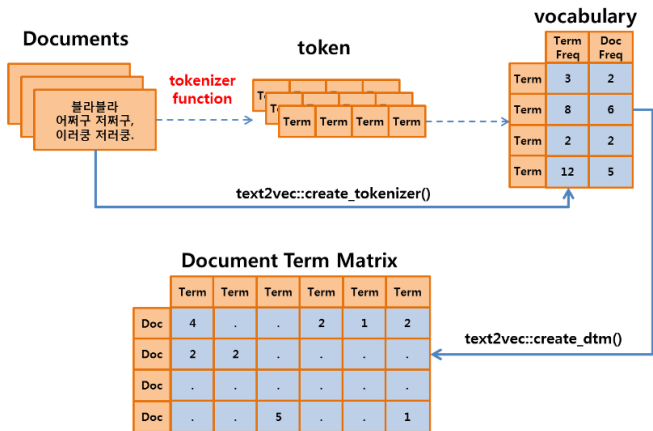 Documents
블라블라
어쩌구 저쩌구,
이러쿵 저러쿵.
tokenizer
function
token
Term Term Term Term
vocabulary
Term Freq Doc Freq
Term 3 2
Term 8 6
Term 2 2
Term 12 5
text2vec::create_tokenizer()
Document Term Matrix
Term Term Term Term Term Term
Doc 4 . . 2 1 2
Doc 2 2 . . . .
Doc . . . . . .
Doc . . 5 . . 1
text2vec::create_dtm()